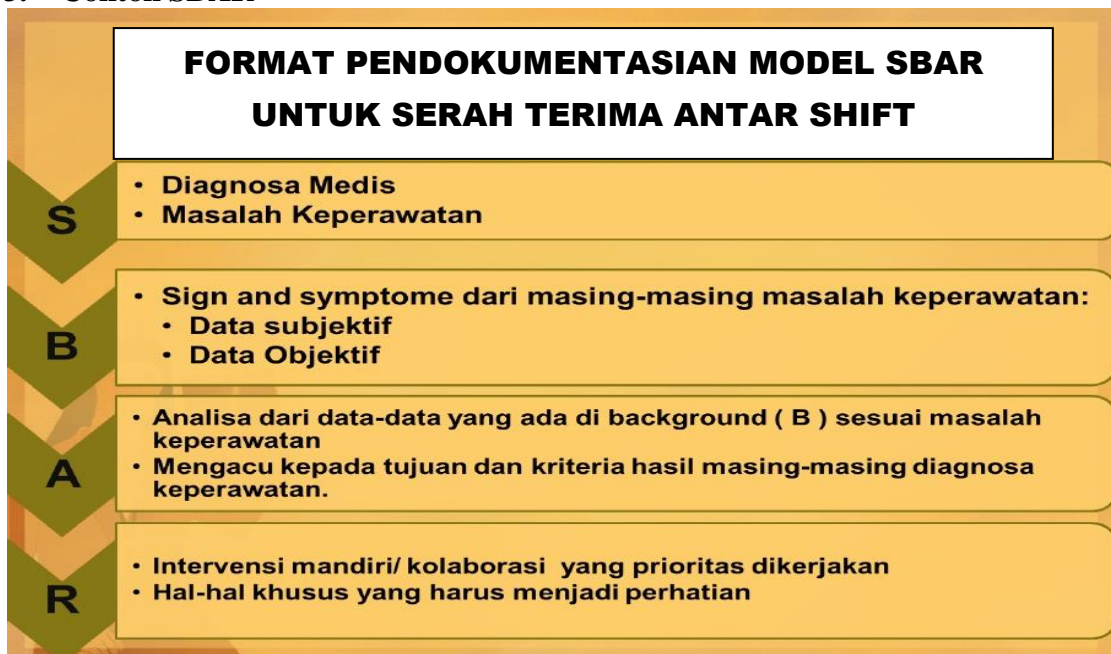 FORMAT PENDOKUMENTASIAN MODEL SBAR
UNTUK SERAH TERIMA ANTAR SHIFT
S
• Diagnosa Medis
• Masalah Keperawatan
B
• Sign and symptome dari masing-masing masalah keperawatan:
• Data subjektif
• Data Objektif
A
• Analisa dari data-data yang ada di background ( B ) sesuai masalah
keperawatan
• Mengacu kepada tujuan dan kriteria hasil masing-masing diagnosa
keperawatan.
R
• Intervensi mandiri/ kolaborasi yang prioritas dikerjakan
• Hal-hal khusus yang harus menjadi perhatian